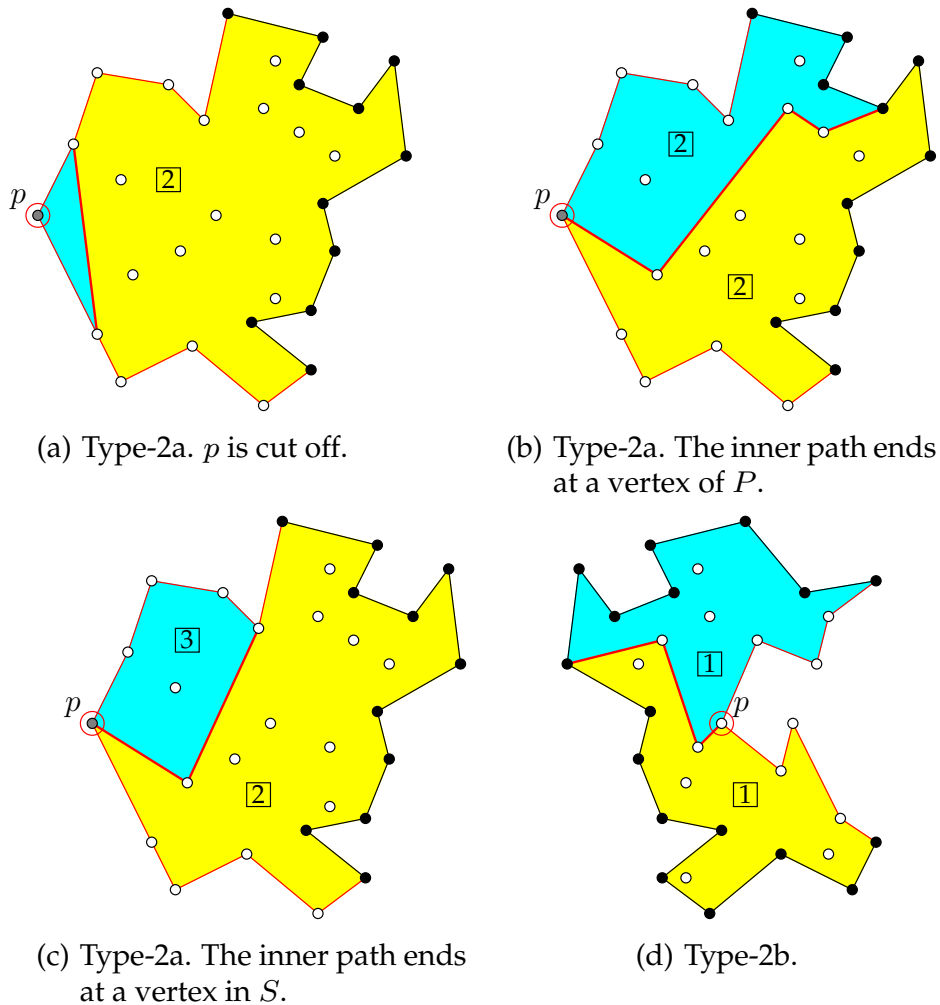 p
2
(a) Type-2a. p is cut off.
p
2
2
(b) Type-2a. The inner path ends
at a vertex of P.
p
3
2
(c) Type-2a. The inner path ends
at a vertex in S.
p
1
1
(d) Type-2b.